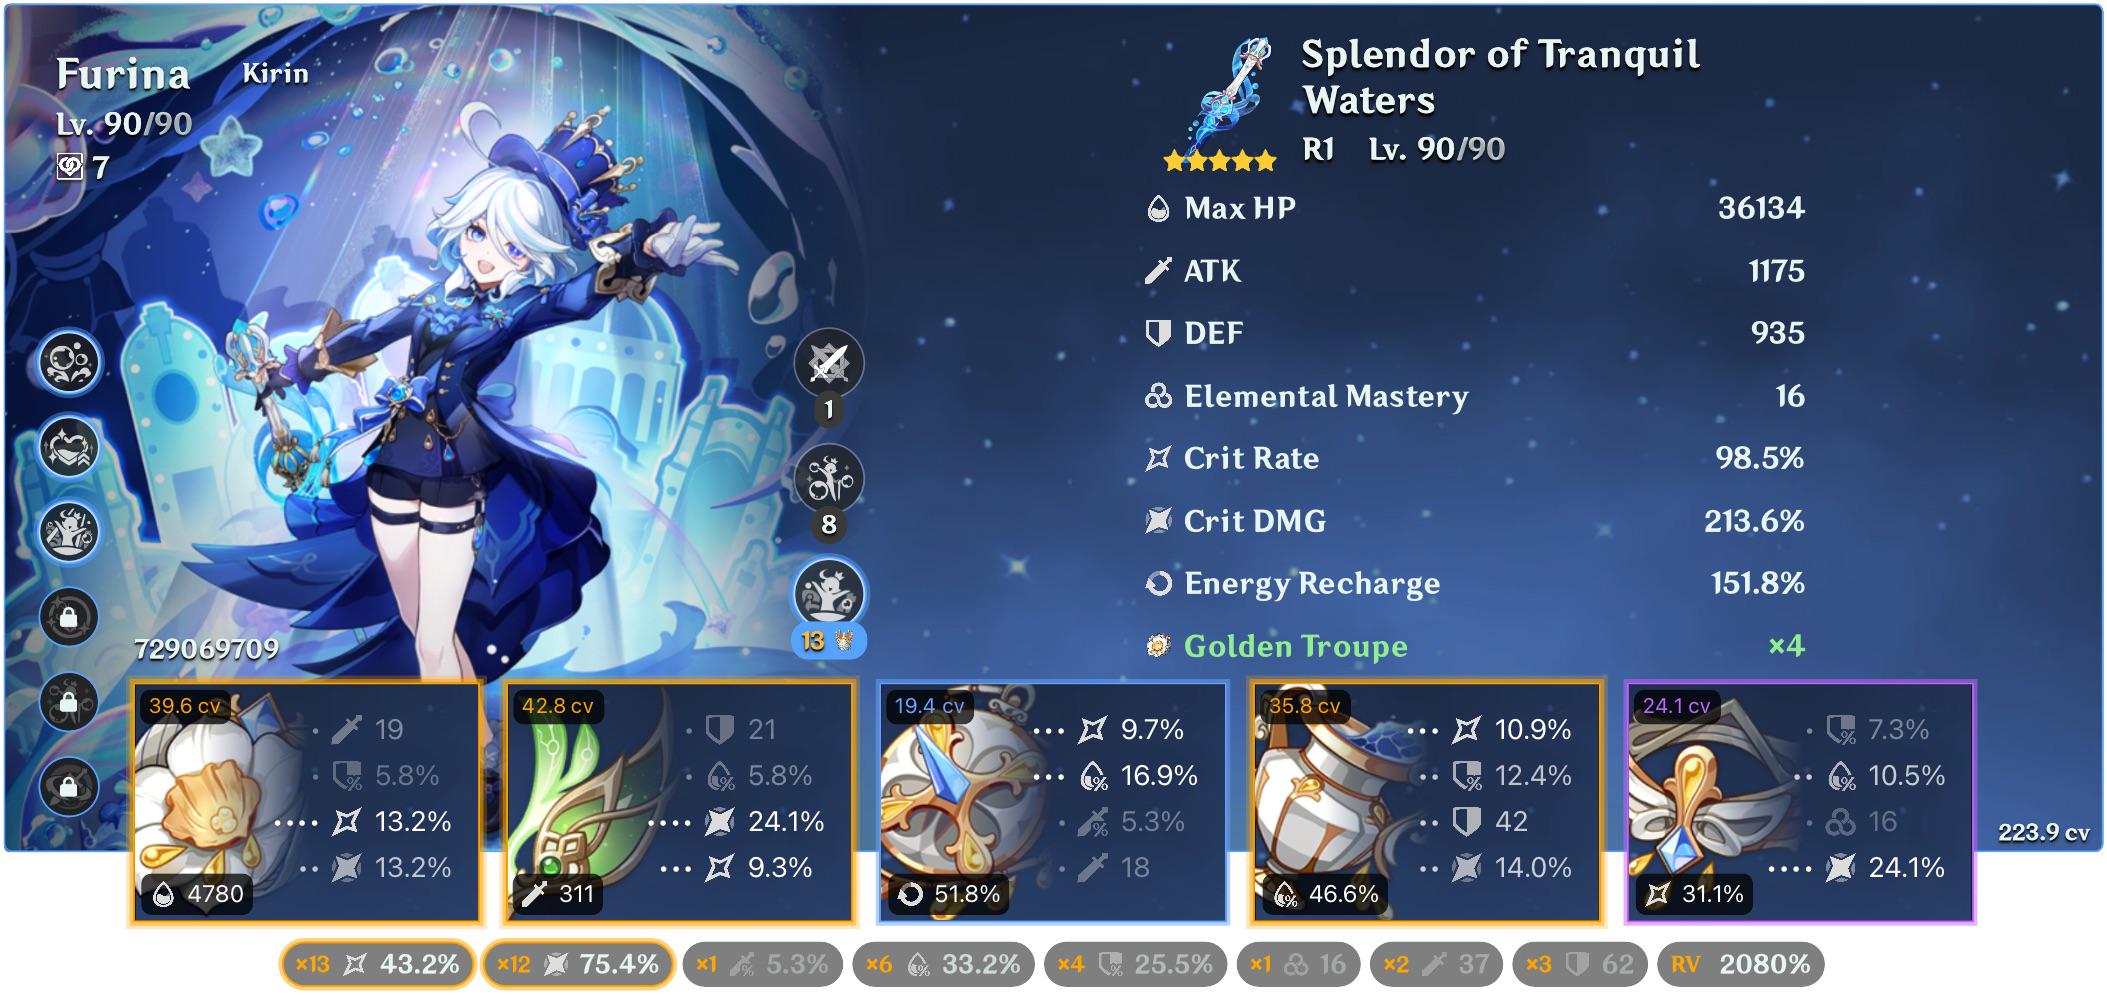 Furina Kirin
Lv. 90/90
7
729069709
1
8
13
Splendor of Tranquil
Waters
R1 Lv. 90/90
Max HP 36134
ATK 1175
DEF 935
Elemental Mastery 16
Crit Rate 98.5%
Crit DMG 213.6%
Energy Recharge 151.8%
Golden Troupe ×4
39.6 cv
19
5.8%
13.2%
13.2%
4780
42.8 cv
21
5.8%
24.1%
9.3%
311
19.4 cv
9.7%
16.9%
5.3%
18
51.8%
35.8 cv
10.9%
12.4%
42
14.0%
46.6%
24.1 cv
7.3%
10.5%
16
24.1%
31.1%
223.9 cv
×13 43.2% ×12 75.4% ×1 5.3% ×6 33.2% ×4 25.5% ×1 16 ×2 37 ×3 62 RV 2080%